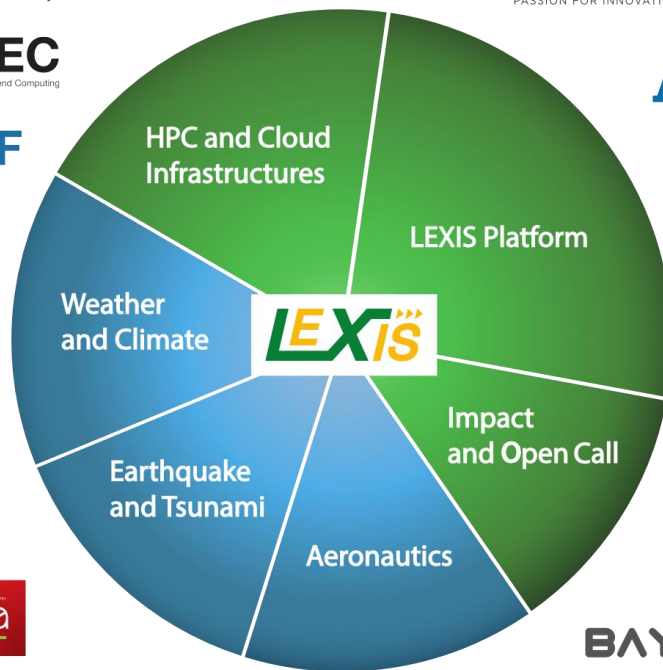 PASSION FOR INNOVATI
EC
end Computing
F
HPC and Cloud
Infrastructures
LEXIS Platform
Weather
and Climate
LEXIS
Impact
and Open Call
Earthquake
and Tsunami
Aeronautics
a
BAY